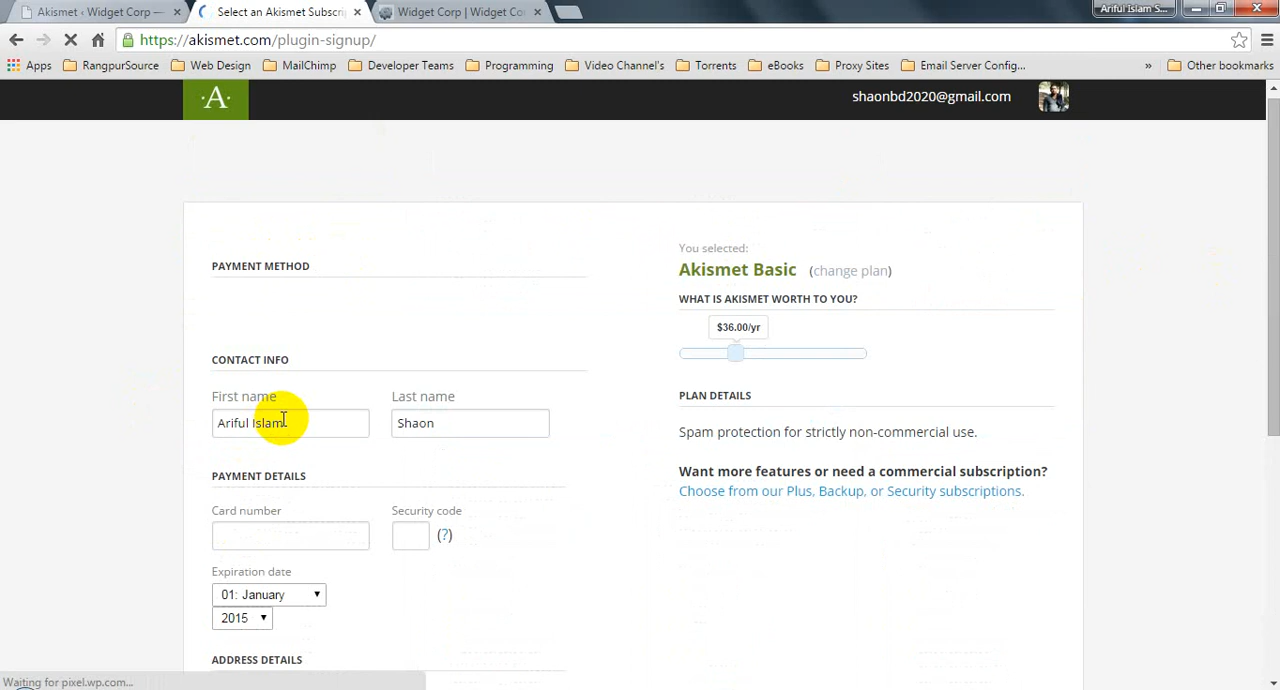 Akismet ‹ Widget Corp —
Select an Akismet Subscri
Widget Corp | Widget Co
Ariful Islam S...
https://akismet.com/plugin-signup/
Apps
RangpurSource
Web Design
MailChimp
Developer Teams
Programming
Video Channel's
Torrents
eBooks
Proxy Sites
Email Server Config...
»
Other bookmarks
·A·
shaonbd2020@gmail.com
PAYMENT METHOD
You selected:
Akismet Basic (change plan)
WHAT IS AKISMET WORTH TO YOU?
$36.00/yr
CONTACT INFO
First name
Last name
Ariful Islam
Shaon
PLAN DETAILS
Spam protection for strictly non-commercial use.
Want more features or need a commercial subscription?
Choose from our Plus, Backup, or Security subscriptions.
PAYMENT DETAILS
Card number
Security code
(?)
Expiration date
01: January
2015
ADDRESS DETAILS
Waiting for pixel.wp.com...